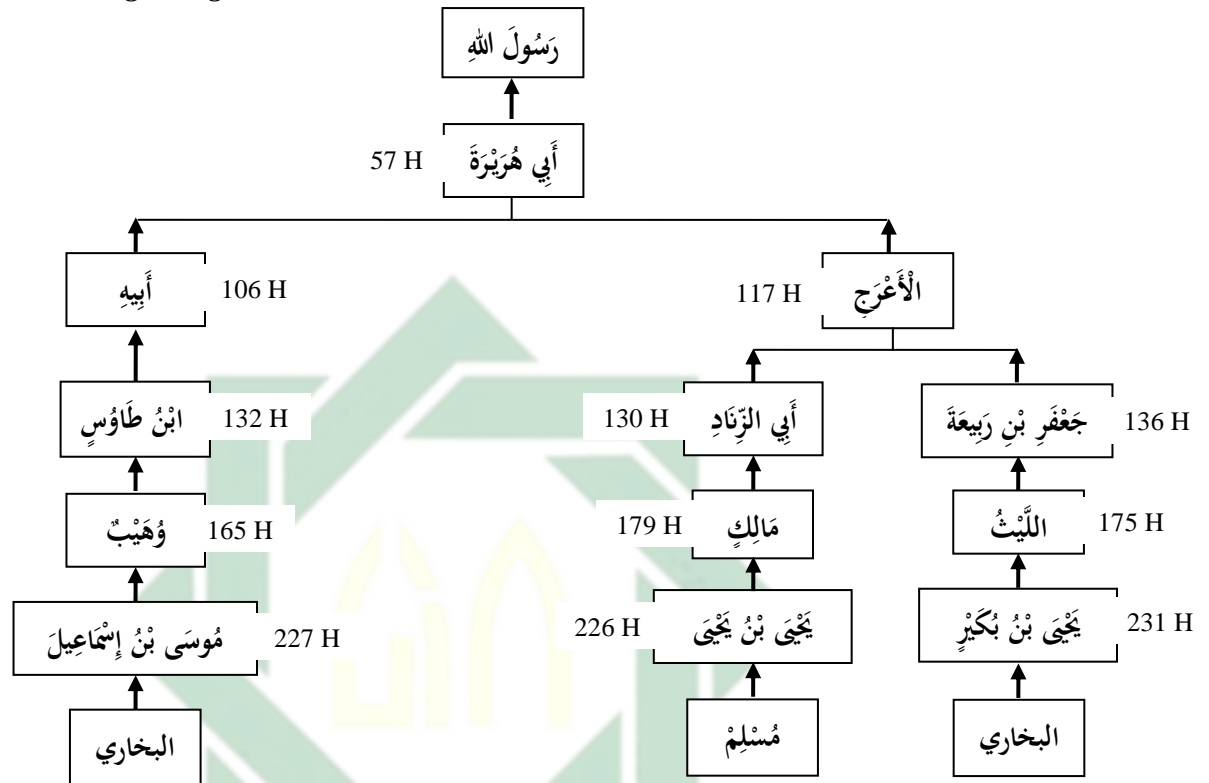 رَسُولَ اللهِ
57 H
أَبِي هُرَيْرَةَ
أَبِيهِ
106 H
117 H
الْأَعْرَجِ
ابْنُ طَاوُسٍ
132 H
130 H
أَبِي الزِّنَادِ
جَعْفَرِ بْنِ رَبِيعَةَ
136 H
وُهَيْبٌ
165 H
179 H
مَالِكٍ
اللَّيْثُ
175 H
مُوسَى بْنُ إِسْمَاعِيلَ
227 H
226 H
يَحْيَى بْنُ يَحْيَى
يَحْيَى بْنُ بُكَيْرٍ
231 H
البخاري
مُسْلِمْ
البخاري